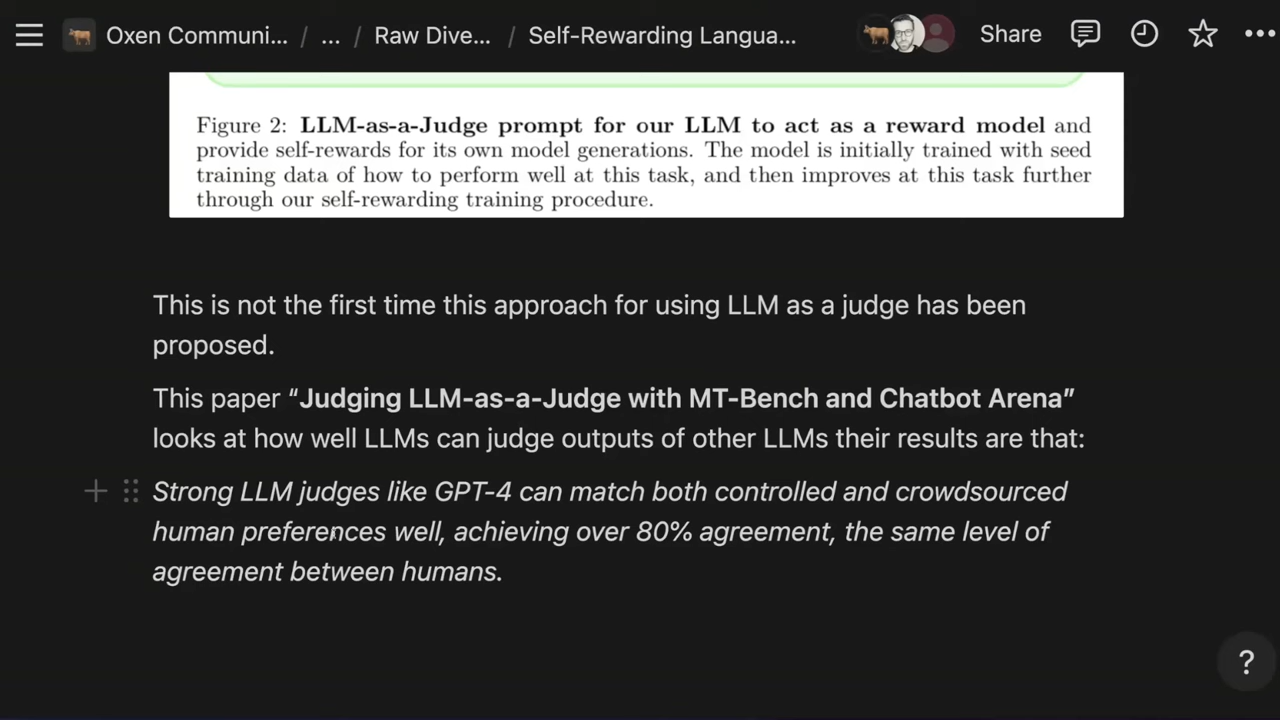 Oxen Communi... / ... / Raw Dive... / Self-Rewarding Langua... Share
Figure 2: LLM-as-a-Judge prompt for our LLM to act as a reward model and
provide self-rewards for its own model generations. The model is initially trained with seed
training data of how to perform well at this task, and then improves at this task further
through our self-rewarding training procedure.
This is not the first time this approach for using LLM as a judge has been
proposed.
This paper “Judging LLM-as-a-Judge with MT-Bench and Chatbot Arena”
looks at how well LLMs can judge outputs of other LLMs their results are that:
Strong LLM judges like GPT-4 can match both controlled and crowdsourced
human preferences well, achieving over 80% agreement, the same level of
agreement between humans.
?